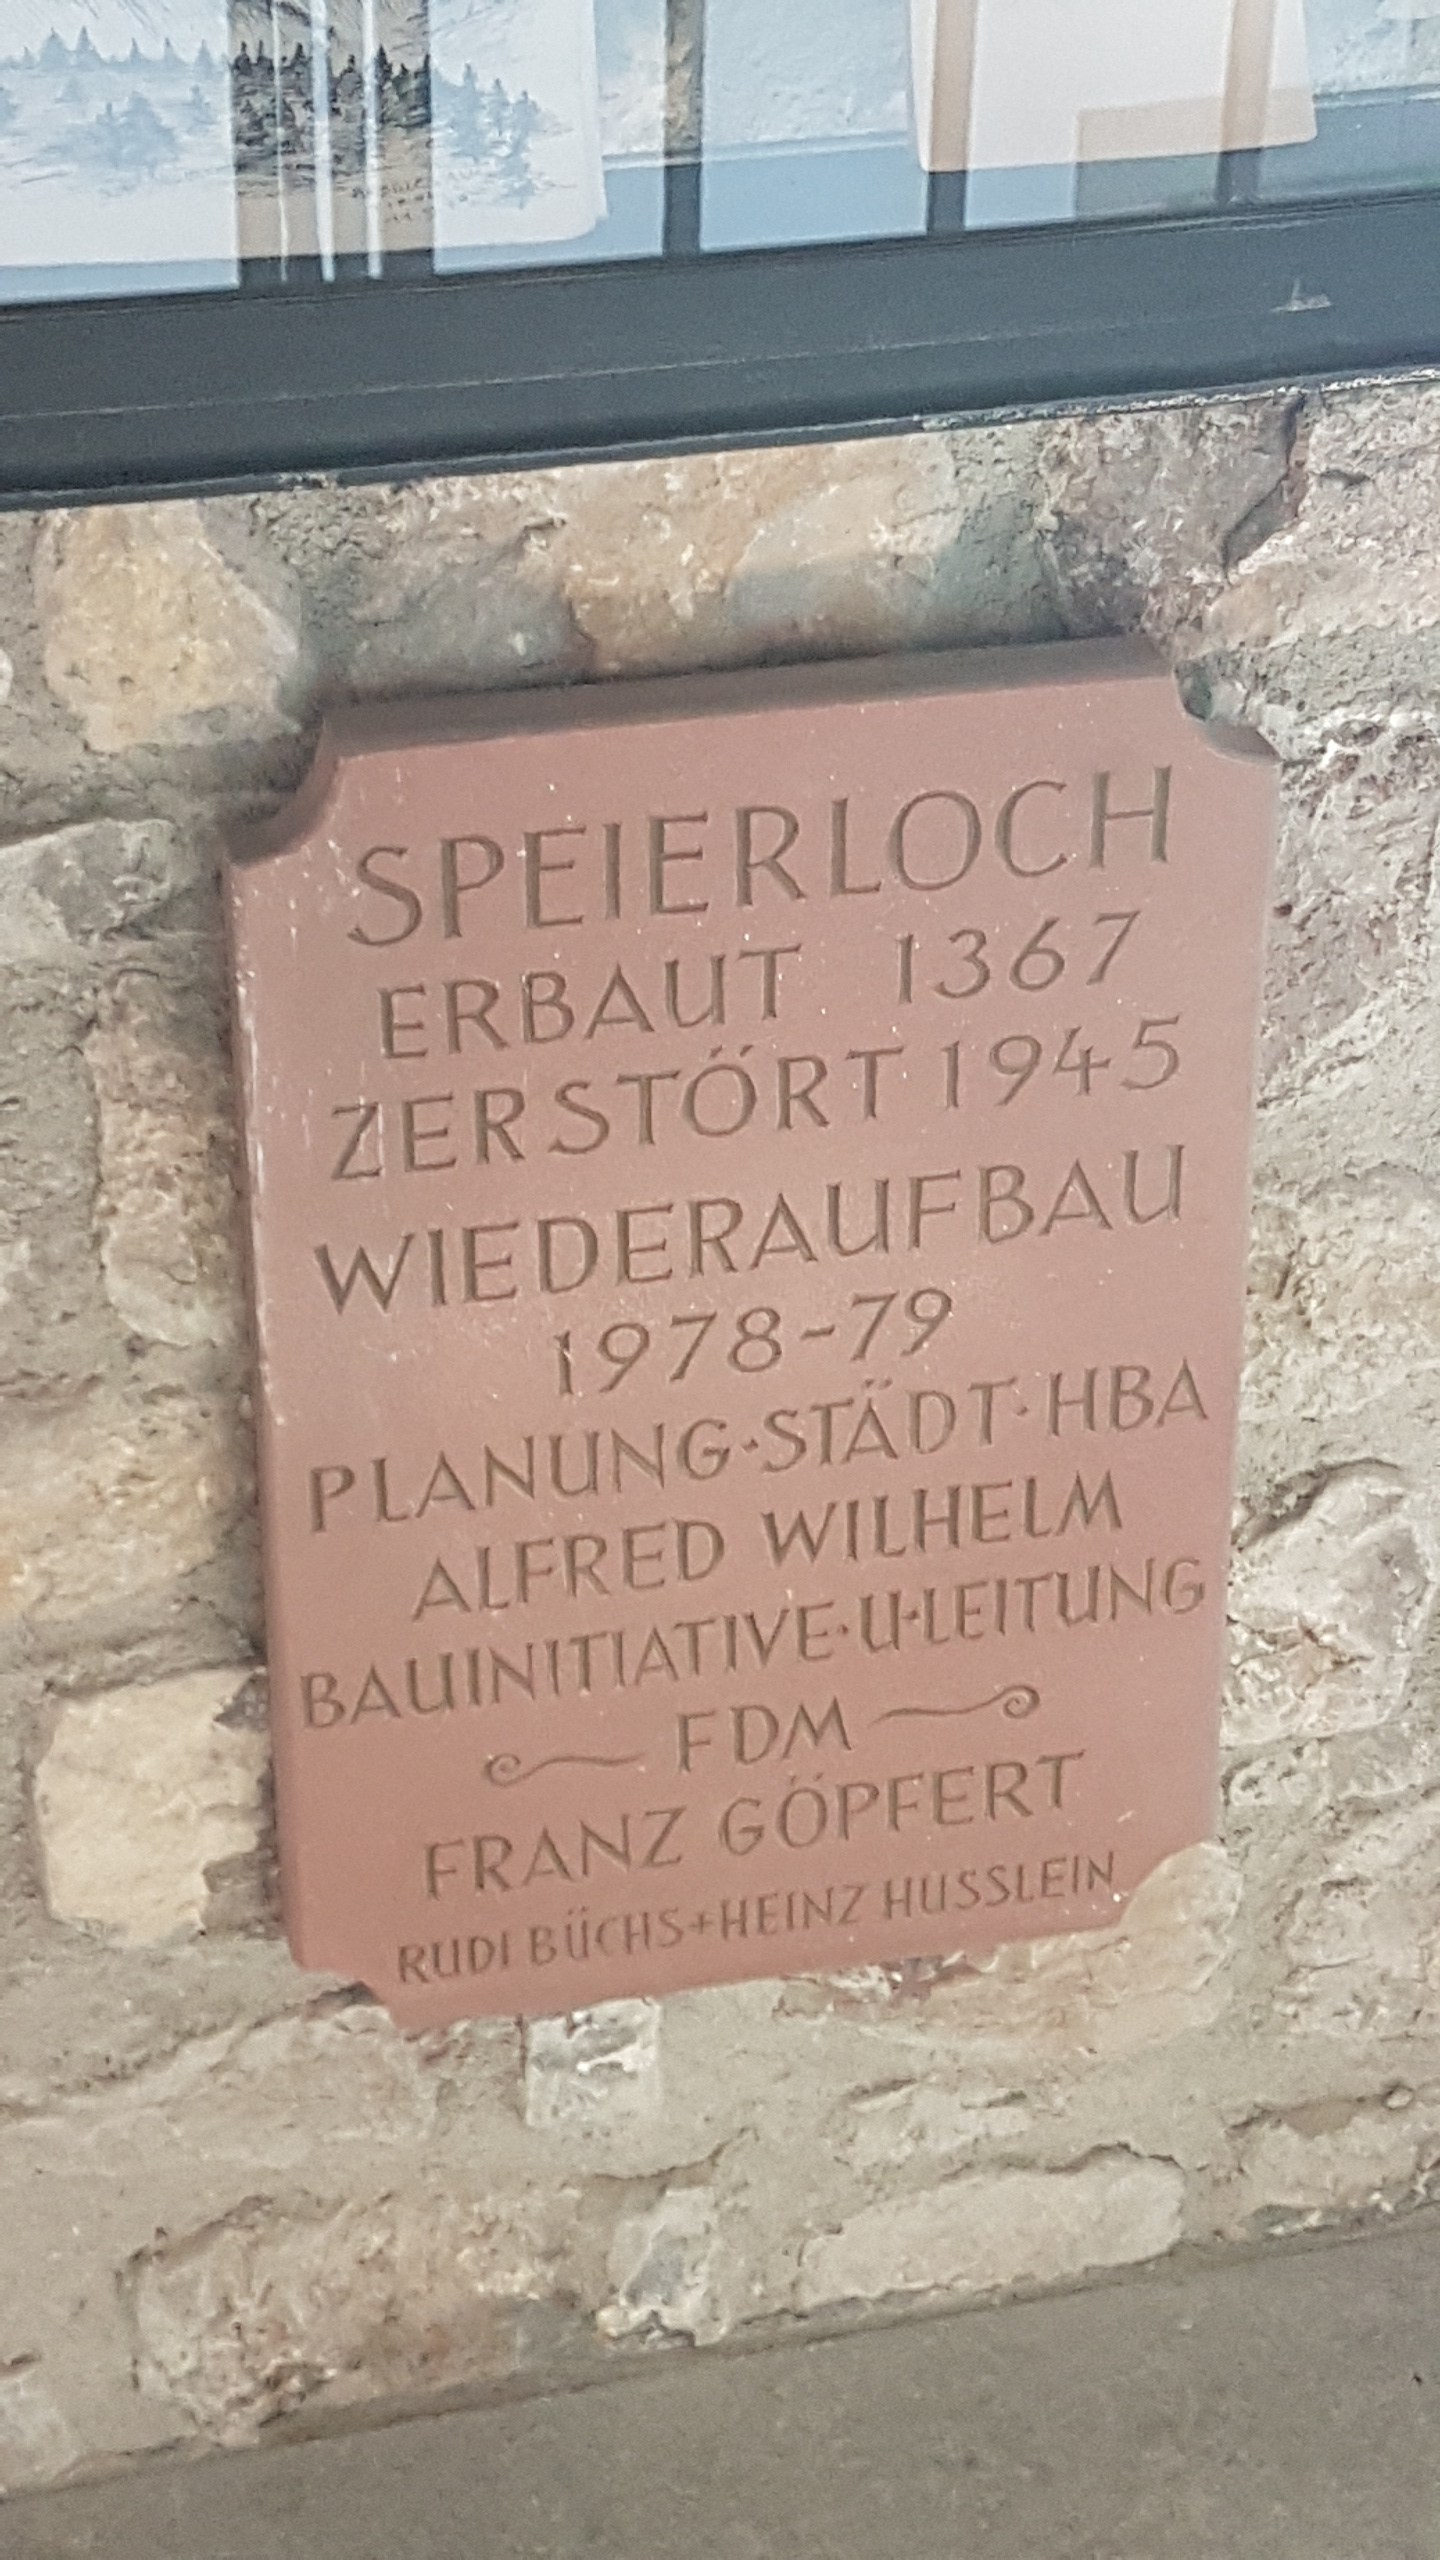 SPEIERLOCH
ERBAUT 1367
ZERSTÖRT 1945
WIEDERAUFBAU
1978-79
PLANUNG·STÄDT·HBA
ALFRED WILHELM
BAUINITIATIVE·U·LEITUNG
FDM
FRANZ GÖPFERT
RUDI BÜCHS+HEINZ HUSSLEIN